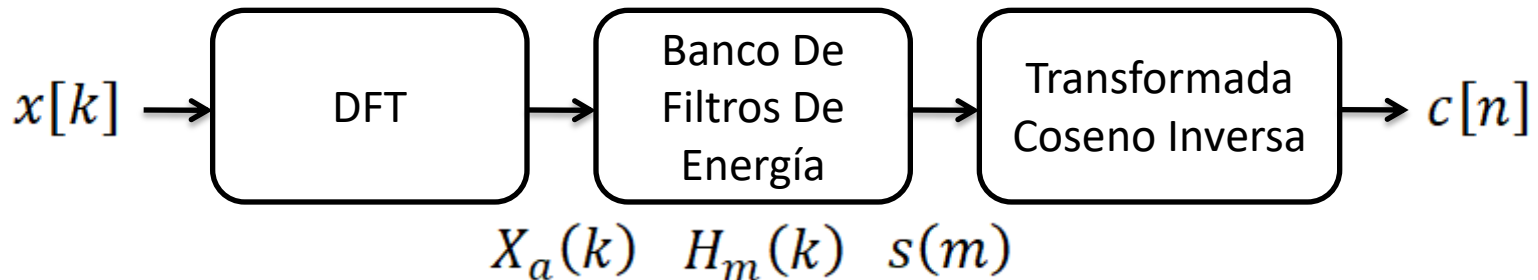 x[k]
DFT
Banco De
Filtros De
Energía
Transformada
Coseno Inversa
c[n]
X_a(k) H_m(k) s(m)